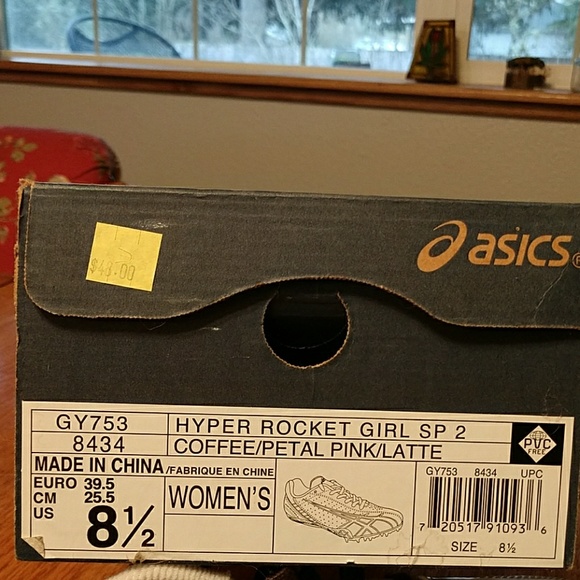 asics®
$48.00
GY753 HYPER ROCKET GIRL SP 2
8434 COFFEE/PETAL PINK/LATTE
PVC FREE
MADE IN CHINA/FABRIQUE EN CHINE
EURO 39.5
CM 25.5
US 8½
WOMEN'S
GY753 8434 UPC
7 20517 91093 6
SIZE 8½